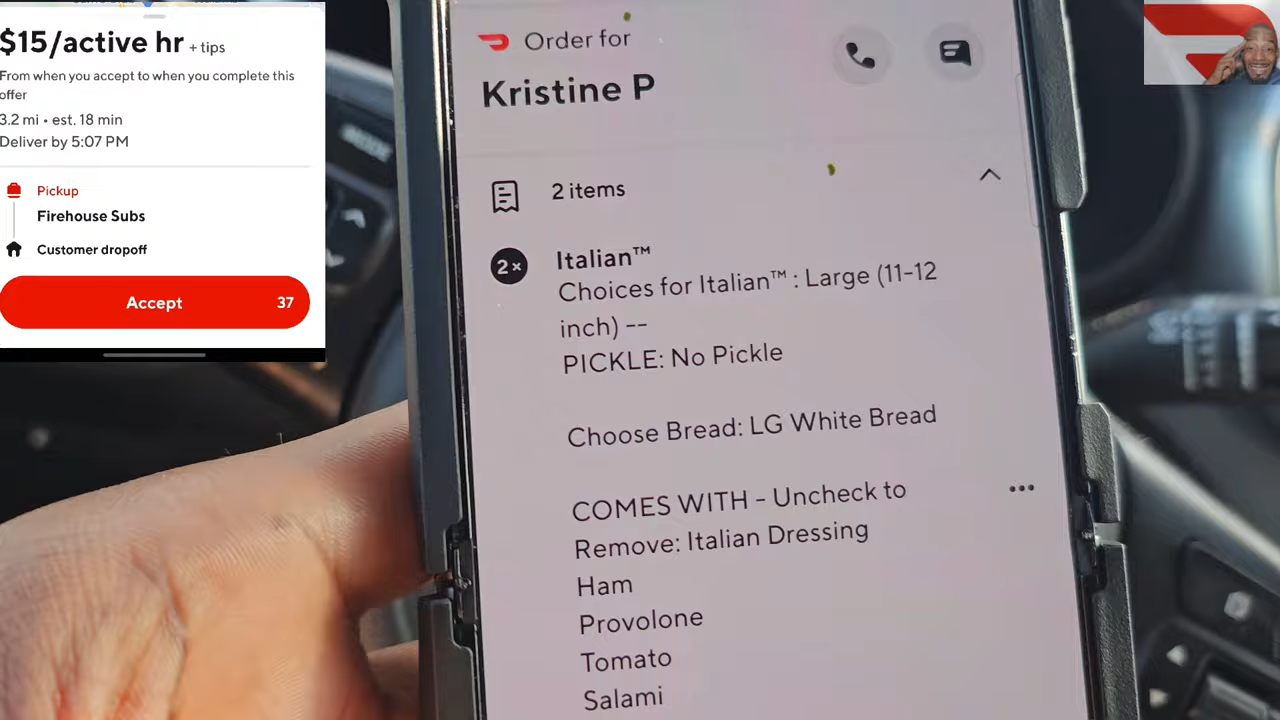 $15/active hr + tips
From when you accept to when you complete this
offer
3.2 mi • est. 18 min
Deliver by 5:07 PM
Pickup
Firehouse Subs
Customer dropoff
Accept 37
Order for
Kristine P
2 items
2× Italian™
Choices for Italian™ : Large (11-12
inch) --
PICKLE: No Pickle
Choose Bread: LG White Bread
COMES WITH - Uncheck to
Remove: Italian Dressing
Ham
Provolone
Tomato
Salami
MODE